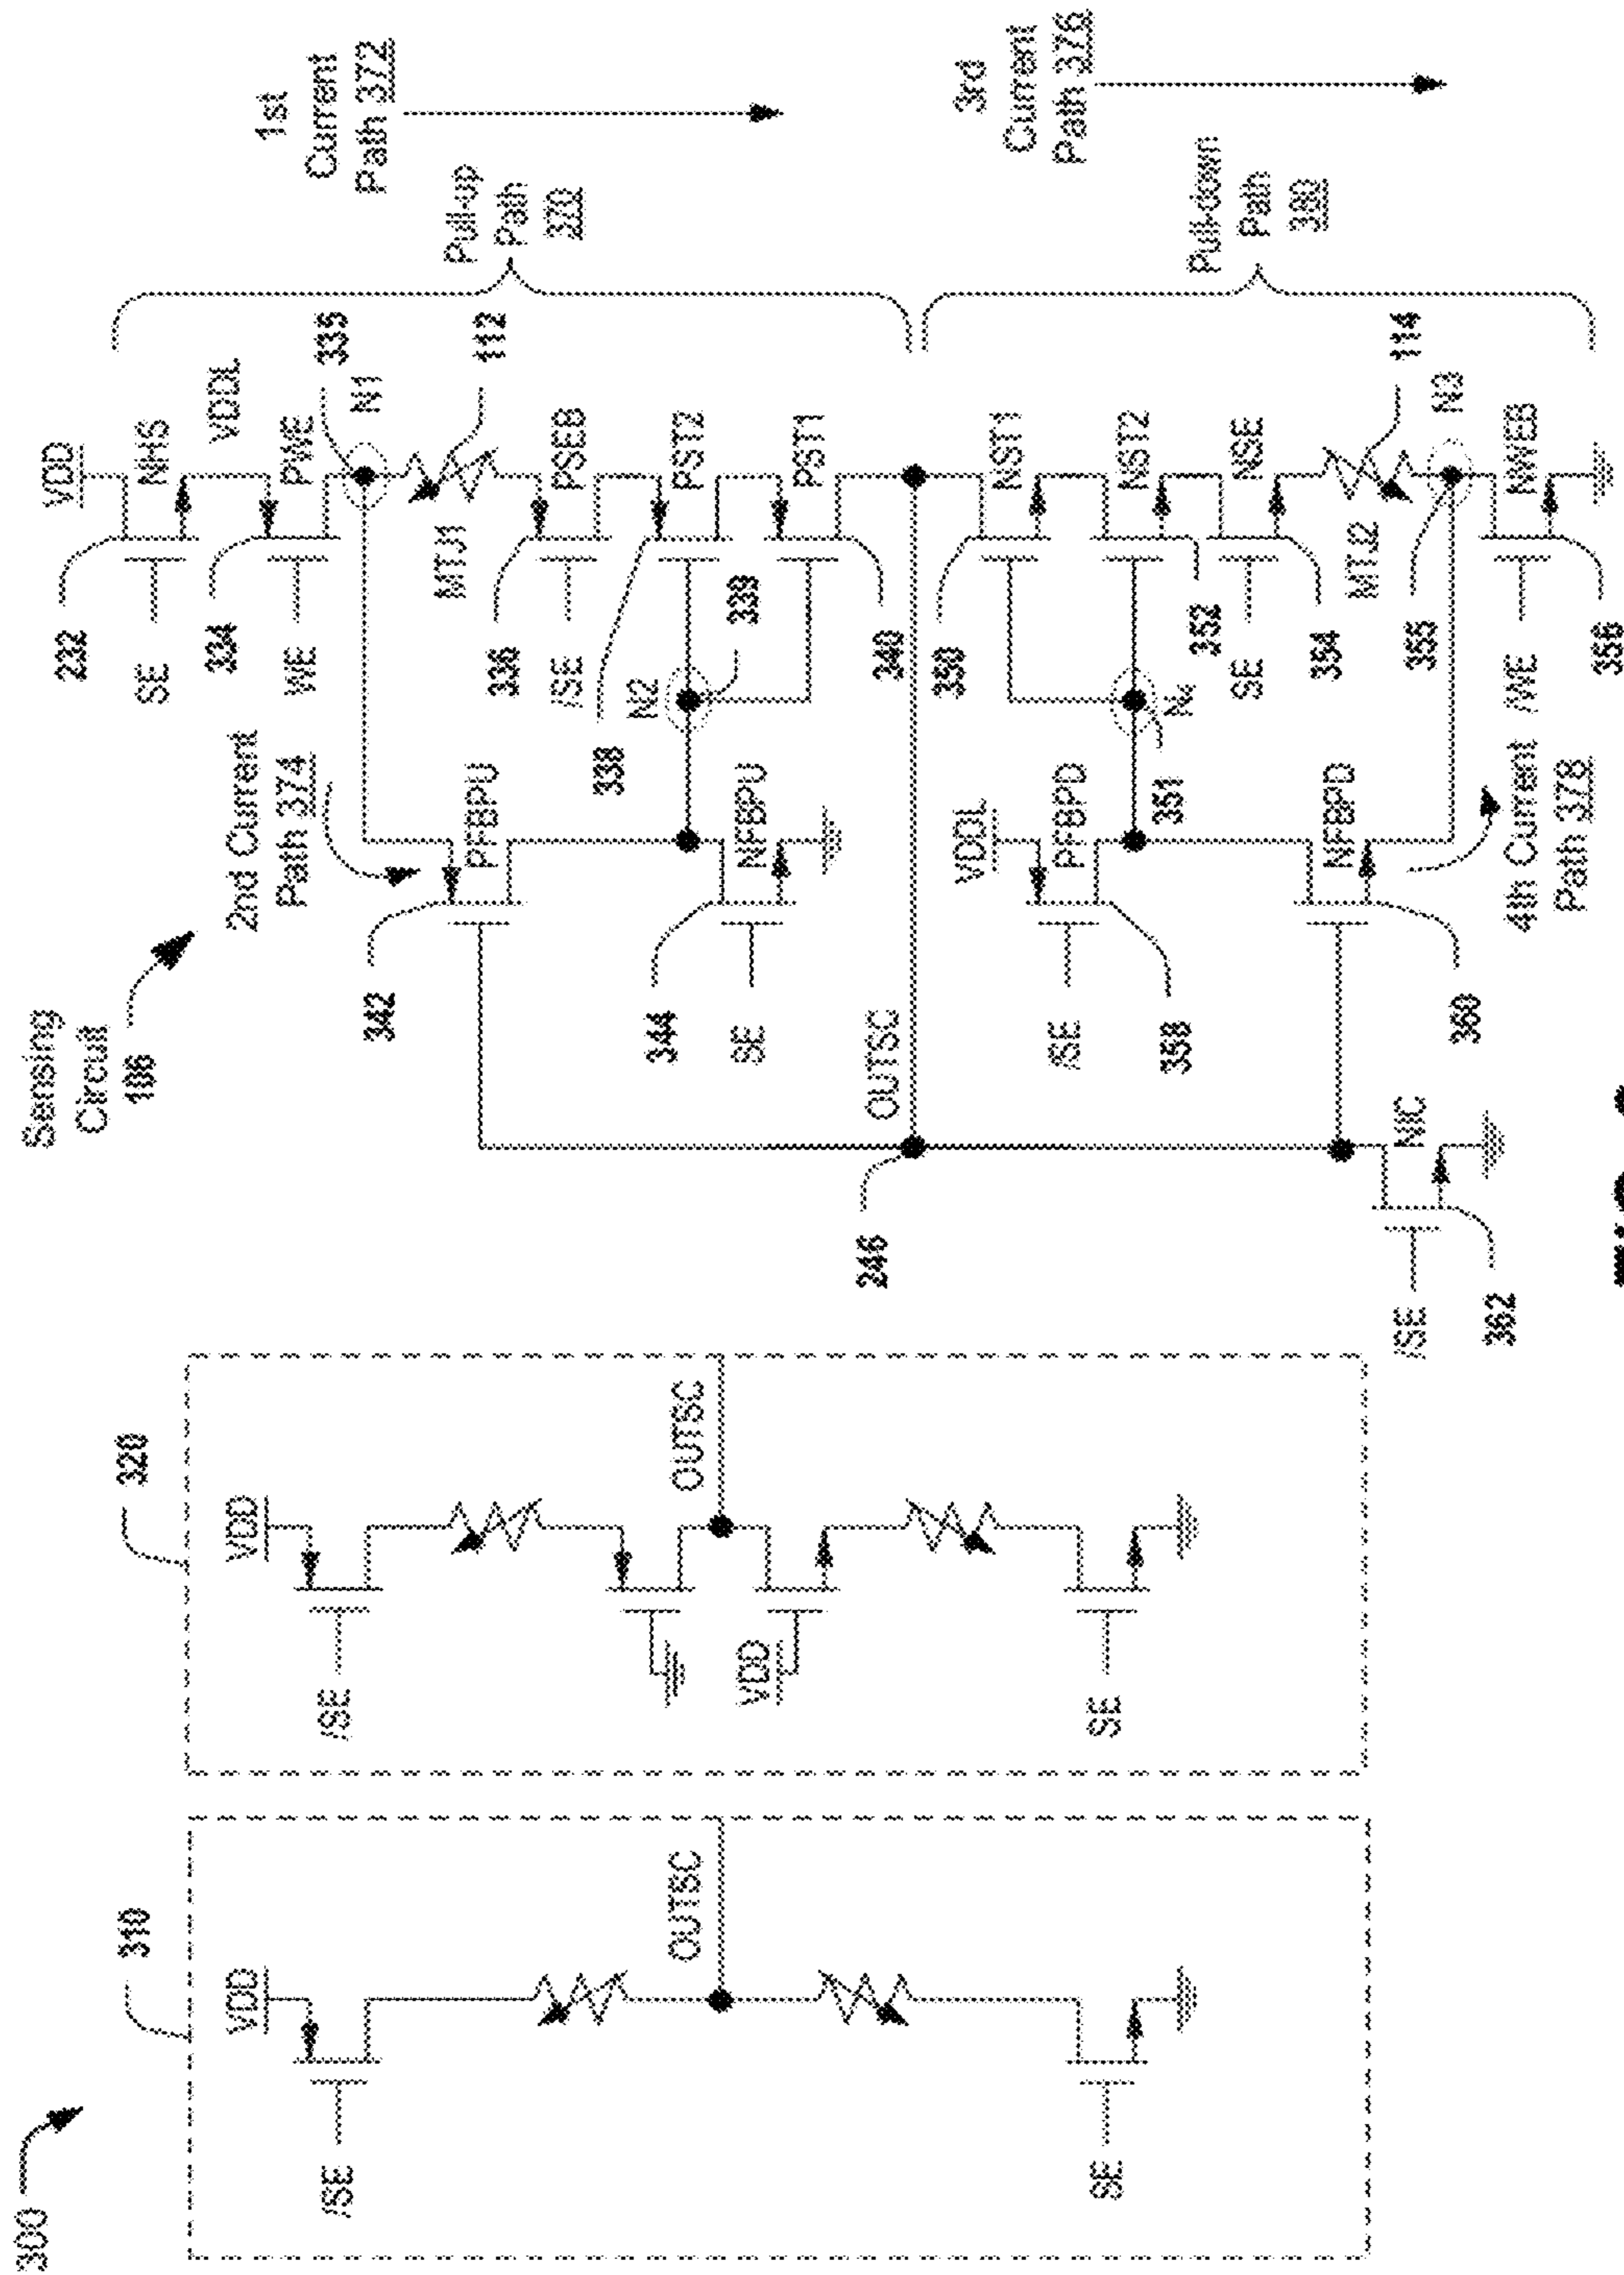 300
310
VDD
/SE
OUTSC
SE
320
VDD
/SE
OUTSC
VDD
SE
Sensing
Circuit
106
2nd Current
Path 374
342
PFBPU
344
NFBPU
SE
OUTSC
246
VDDL
/SE
PFBPD
358
NFBPD
360
4th Current
Path 378
NIC
/SE
362
VDD
232
NHS
SE
VDDL
334
PWE
WE
335
N1
112
MTJ1
336
PSEB
/SE
338
PST2
N2
339
PST1
340
350
NST1
NST2
351
352
NSE
SE
354
114
MTJ2
355
N3
NWEB
/WE
356
1st
Current
Path 372
Pull-up
Path
370
3rd
Current
Path 376
Pull-down
Path
380